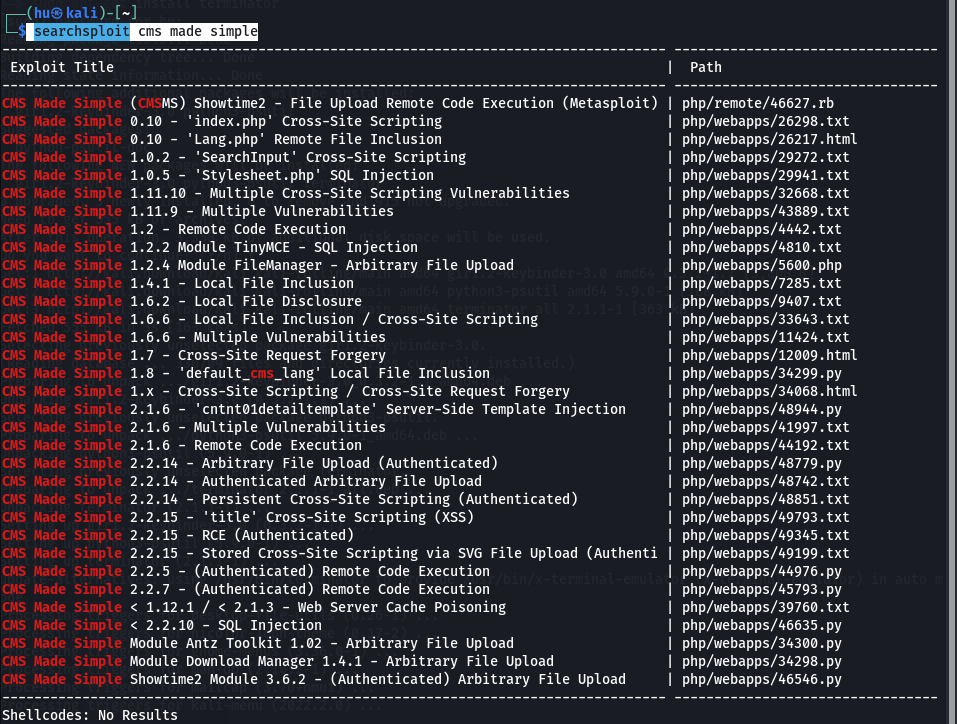 (hu㉿kali)-[~]
$ searchsploit cms made simple
Exploit Title | Path
CMS Made Simple (CMSMS) Showtime2 - File Upload Remote Code Execution (Metasploit) | php/remote/46627.rb
CMS Made Simple 0.10 - 'index.php' Cross-Site Scripting | php/webapps/26298.txt
CMS Made Simple 0.10 - 'Lang.php' Remote File Inclusion | php/webapps/26217.html
CMS Made Simple 1.0.2 - 'SearchInput' Cross-Site Scripting | php/webapps/29272.txt
CMS Made Simple 1.0.5 - 'Stylesheet.php' SQL Injection | php/webapps/29941.txt
CMS Made Simple 1.11.10 - Multiple Cross-Site Scripting Vulnerabilities | php/webapps/32668.txt
CMS Made Simple 1.11.9 - Multiple Vulnerabilities | php/webapps/43889.txt
CMS Made Simple 1.2 - Remote Code Execution | php/webapps/4442.txt
CMS Made Simple 1.2.2 Module TinyMCE - SQL Injection | php/webapps/4810.txt
CMS Made Simple 1.2.4 Module FileManager - Arbitrary File Upload | php/webapps/5600.php
CMS Made Simple 1.4.1 - Local File Inclusion | php/webapps/7285.txt
CMS Made Simple 1.6.2 - Local File Disclosure | php/webapps/9407.txt
CMS Made Simple 1.6.6 - Local File Inclusion / Cross-Site Scripting | php/webapps/33643.txt
CMS Made Simple 1.6.6 - Multiple Vulnerabilities | php/webapps/11424.txt
CMS Made Simple 1.7 - Cross-Site Request Forgery | php/webapps/12009.html
CMS Made Simple 1.8 - 'default_cms_lang' Local File Inclusion | php/webapps/34299.py
CMS Made Simple 1.x - Cross-Site Scripting / Cross-Site Request Forgery | php/webapps/34068.html
CMS Made Simple 2.1.6 - 'cntnt01detailtemplate' Server-Side Template Injection | php/webapps/48944.py
CMS Made Simple 2.1.6 - Multiple Vulnerabilities | php/webapps/41997.txt
CMS Made Simple 2.1.6 - Remote Code Execution | php/webapps/44192.txt
CMS Made Simple 2.2.14 - Arbitrary File Upload (Authenticated) | php/webapps/48779.py
CMS Made Simple 2.2.14 - Authenticated Arbitrary File Upload | php/webapps/48742.txt
CMS Made Simple 2.2.14 - Persistent Cross-Site Scripting (Authenticated) | php/webapps/48851.txt
CMS Made Simple 2.2.15 - 'title' Cross-Site Scripting (XSS) | php/webapps/49793.txt
CMS Made Simple 2.2.15 - RCE (Authenticated) | php/webapps/49345.txt
CMS Made Simple 2.2.15 - Stored Cross-Site Scripting via SVG File Upload (Authenti | php/webapps/49199.txt
CMS Made Simple 2.2.5 - (Authenticated) Remote Code Execution | php/webapps/44976.py
CMS Made Simple 2.2.7 - (Authenticated) Remote Code Execution | php/webapps/45793.py
CMS Made Simple < 1.12.1 / < 2.1.3 - Web Server Cache Poisoning | php/webapps/39760.txt
CMS Made Simple < 2.2.10 - SQL Injection | php/webapps/46635.py
CMS Made Simple Module Antz Toolkit 1.02 - Arbitrary File Upload | php/webapps/34300.py
CMS Made Simple Module Download Manager 1.4.1 - Arbitrary File Upload | php/webapps/34298.py
CMS Made Simple Showtime2 Module 3.6.2 - (Authenticated) Arbitrary File Upload | php/webapps/46546.py
Shellcodes: No Results